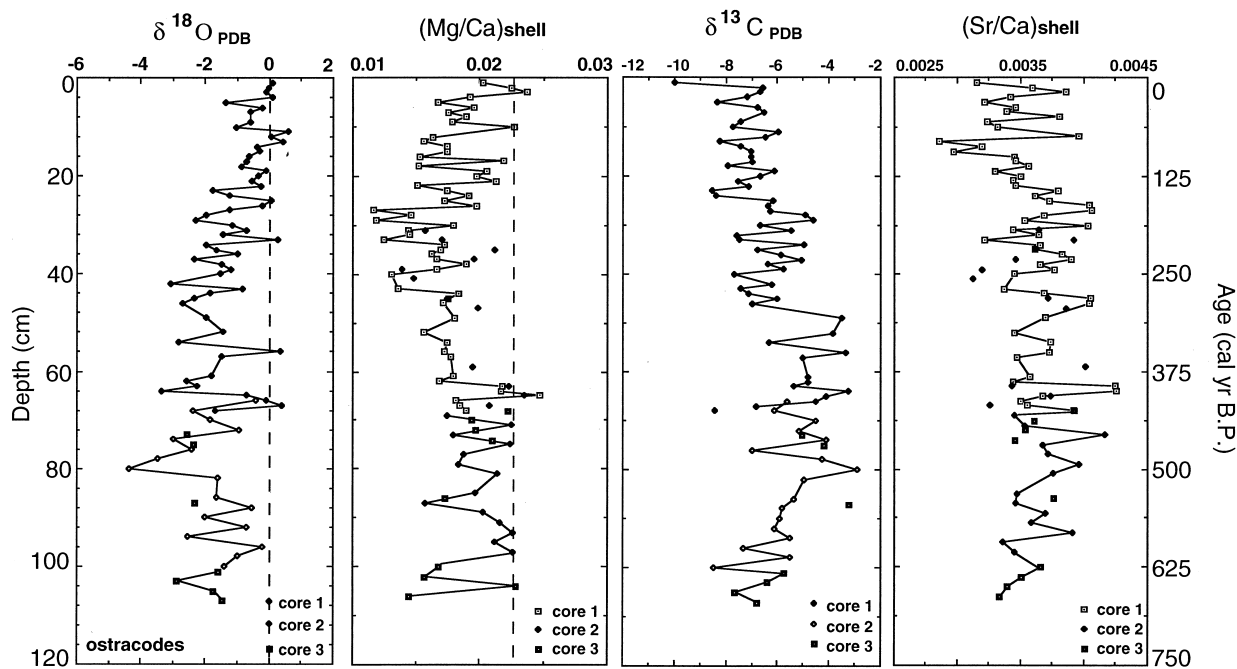 δ 18O PDB
(Mg/Ca)shell
δ 13C PDB
(Sr/Ca)shell
-6 -4 -2 0 2
0.01 0.02 0.03
-12 -10 -8 -6 -4 -2
0.0025 0.0035 0.0045
0
20
40
60
80
100
120
Depth (cm)
0
125
250
375
500
625
750
Age (cal yr B.P.)
ostracodes
core 1
core 2
core 3
core 1
core 2
core 3
core 1
core 2
core 3
core 1
core 2
core 3